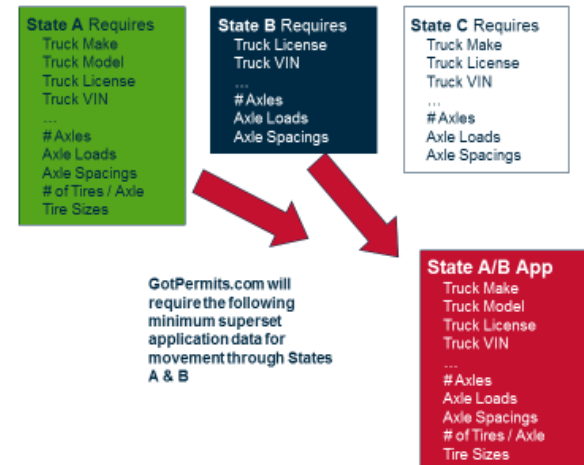 State A Requires
Truck Make
Truck Model
Truck License
Truck VIN
...
# Axles
Axle Loads
Axle Spacings
# of Tires / Axle
Tire Sizes
State B Requires
Truck License
Truck VIN
...
# Axles
Axle Loads
Axle Spacings
State C Requires
Truck Make
Truck License
Truck VIN
...
# Axles
Axle Loads
Axle Spacings
GotPermits.com will
require the following
minimum superset
application data for
movement through States
A & B
State A/B App
Truck Make
Truck Model
Truck License
Truck VIN
...
# Axles
Axle Loads
Axle Spacings
# of Tires / Axle
Tire Sizes